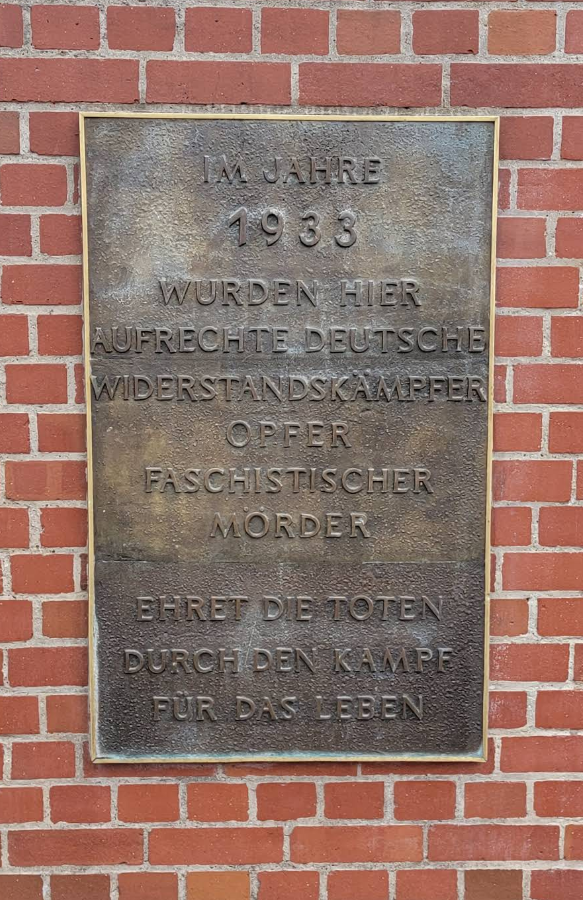 IM JAHRE
1933
WURDEN HIER
AUFRECHTE DEUTSCHE
WIDERSTANDSKÄMPFER
OPFER
FASCHISTISCHER
MÖRDER
EHRET DIE TOTEN
DURCH DEN KAMPF
FÜR DAS LEBEN